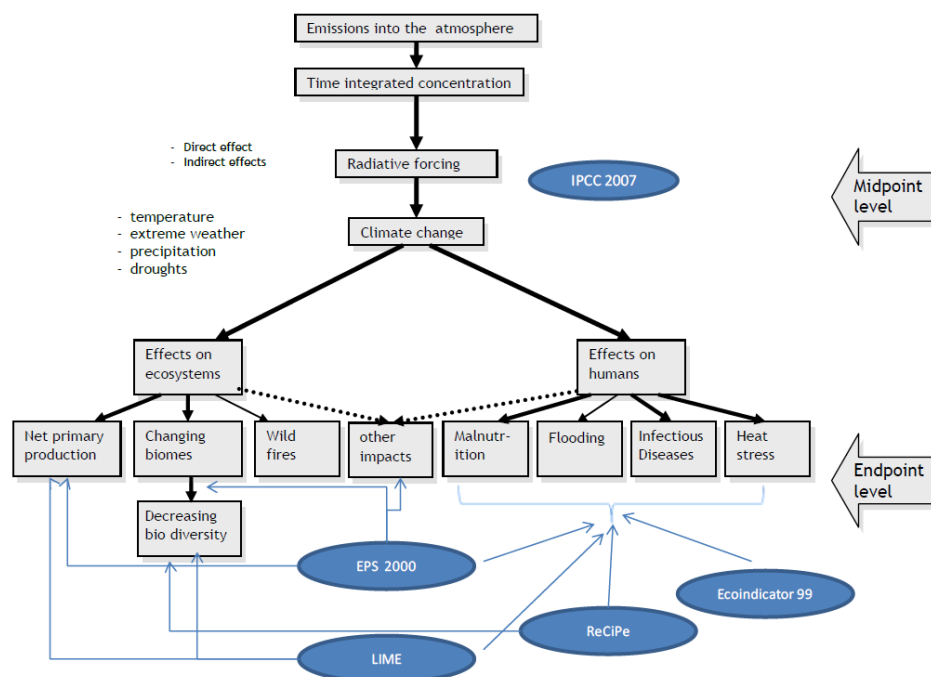 Emissions into the atmosphere
Time integrated concentration
- Direct effect
- Indirect effects
Radiative forcing
IPCC 2007
Midpoint
level
- temperature
- extreme weather
- precipitation
- droughts
Climate change
Effects on
ecosystems
Effects on
humans
Net primary
production
Changing
biomes
Wild
fires
other
impacts
Malnutr-
ition
Flooding
Infectious
Diseases
Heat
stress
Endpoint
level
Decreasing
bio diversity
EPS 2000
Ecoindicator 99
ReCiPe
LIME